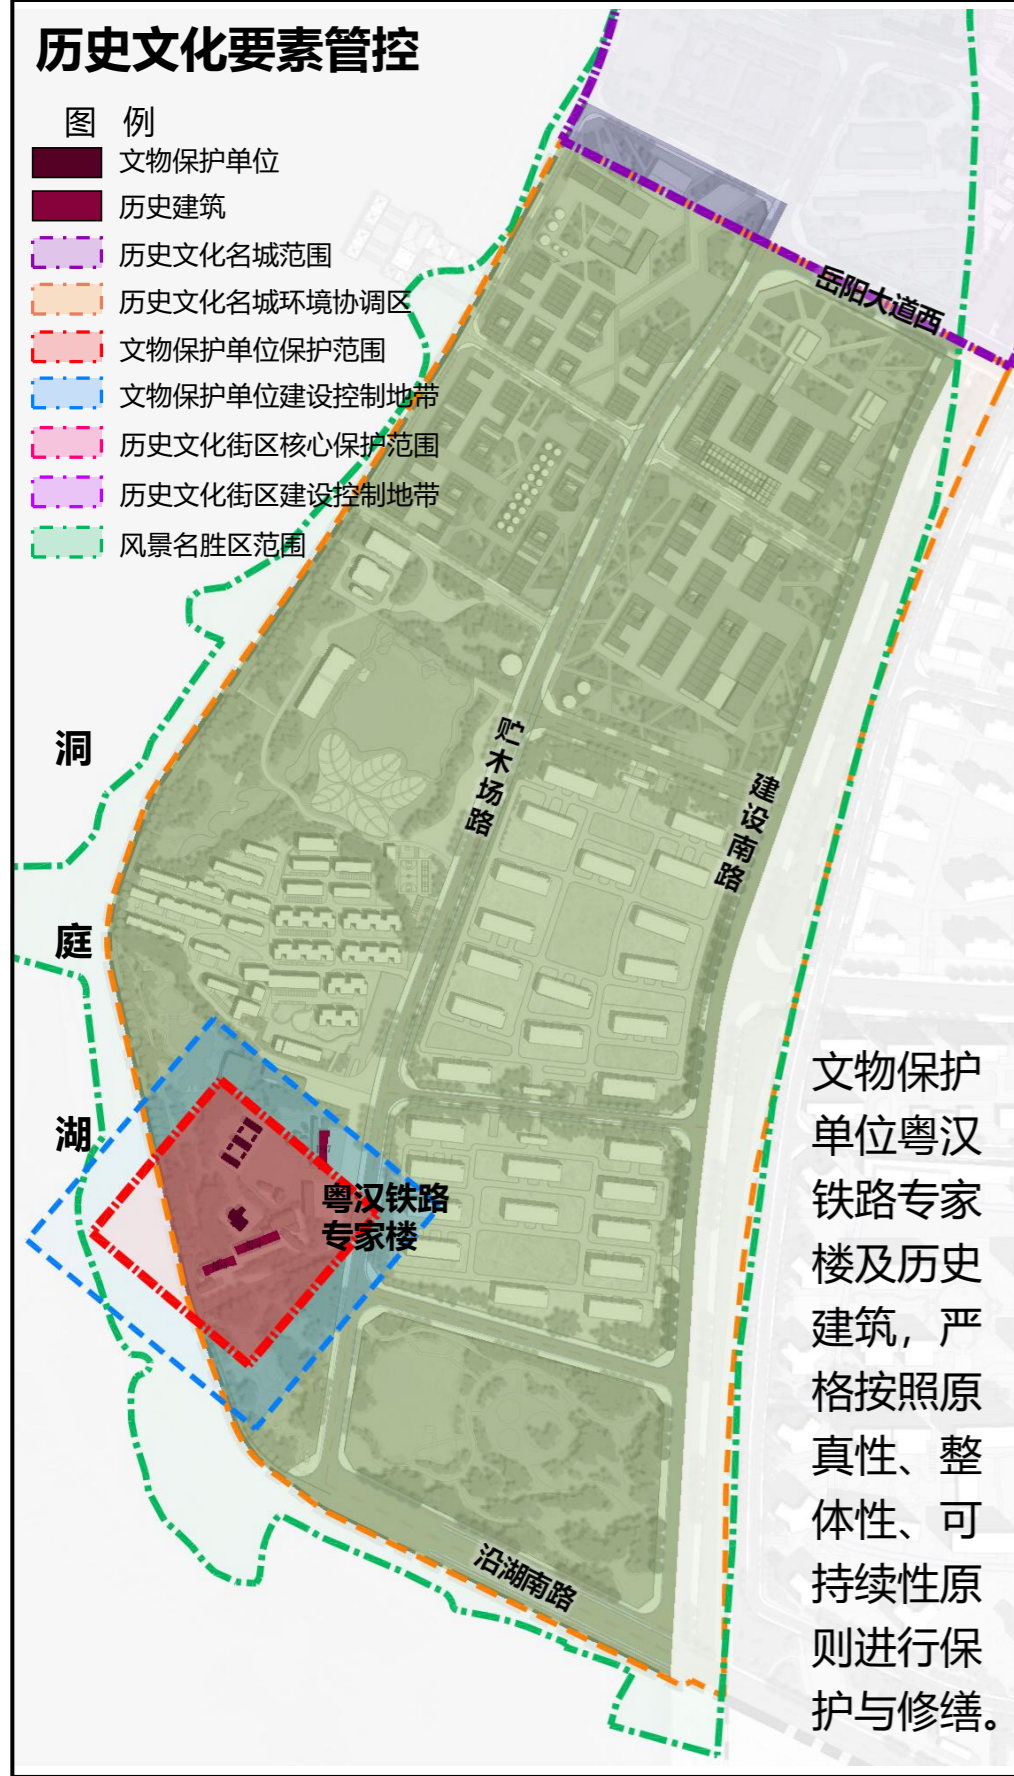 历史文化要素管控
图 例
文物保护单位
历史建筑
历史文化名城范围
历史文化名城环境协调区
文物保护单位保护范围
文物保护单位建设控制地带
历史文化街区核心保护范围
历史文化街区建设控制地带
风景名胜区范围
岳阳大道西
贮木场路
建设南路
洞
庭
湖
粤汉铁路
专家楼
沿湖南路
文物保护
单位粤汉
铁路专家
楼及历史
建筑，严
格按照原
真性、整
体性、可
持续性原
则进行保
护与修缮。